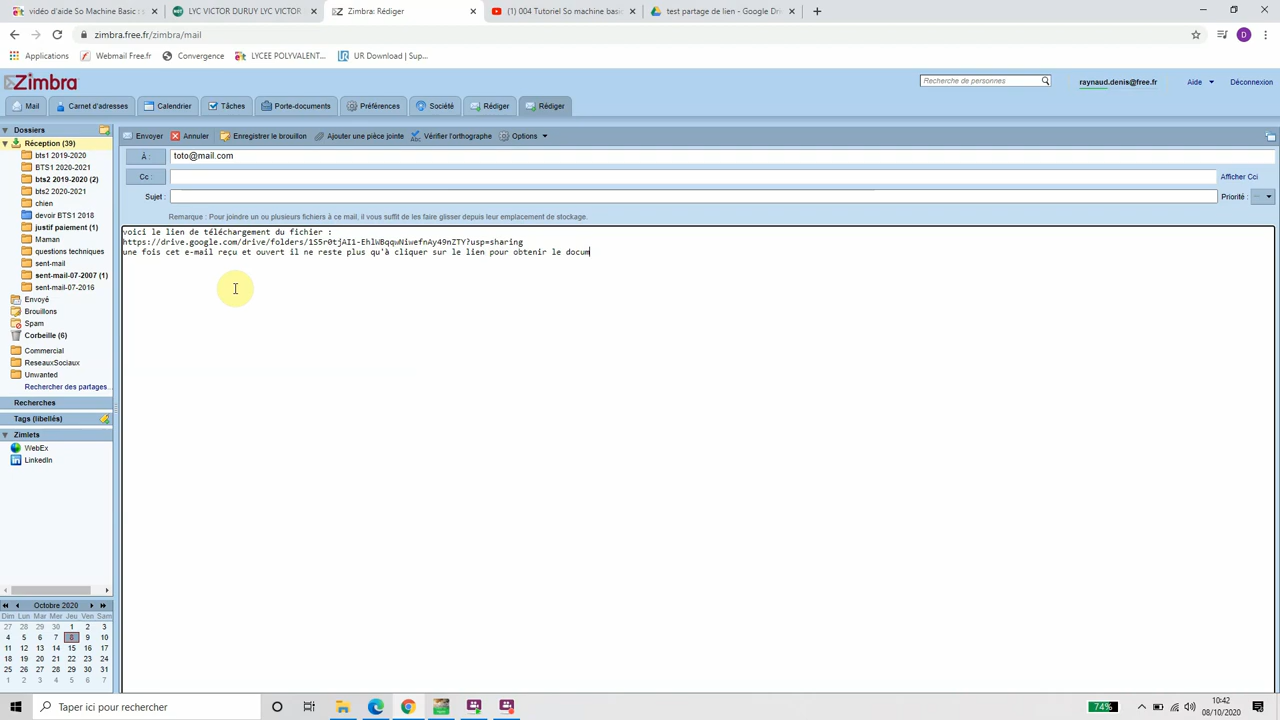 vidéo d'aide So Machine Basic s
LYC VICTOR DURUY LYC VICTOR
Zimbra: Rédiger
(1) 004 Tutoriel So machine basic
test partage de lien - Google Driv
zimbra.free.fr/zimbra/mail
D
Applications
Webmail Free.fr
Convergence
LYCEE POLYVALENT...
UR Download | Sup...
Zimbra
Recherche de personnes
raynaud.denis@free.fr
Aide
Déconnexion
Mail
Carnet d'adresses
Calendrier
Tâches
Porte-documents
Préférences
Société
Rédiger
Rédiger
Dossiers
Réception (39)
bts1 2019-2020
BTS1 2020-2021
bts2 2019-2020 (2)
bts2 2020-2021
chien
devoir BTS1 2018
justif paiement (1)
Maman
questions techniques
sent-mail
sent-mail-07-2007 (1)
sent-mail-07-2016
Envoyé
Brouillons
Spam
Corbeille (6)
Commercial
ReseauxSociaux
Unwanted
Rechercher des partages...
Recherches
Tags (libellés)
Zimlets
WebEx
LinkedIn
Envoyer
Annuler
Enregistrer le brouillon
Ajouter une pièce jointe
Vérifier l'orthographe
Options
À :
toto@mail.com
Cc :
Afficher Cci
Sujet :
Priorité :
Remarque : Pour joindre un ou plusieurs fichiers à ce mail, il vous suffit de les faire glisser depuis leur emplacement de stockage.
voici le lien de téléchargement du fichier :
https://drive.google.com/drive/folders/1S5r0tjAI1-EhlWBqqwNiwefnAy49nZTY?usp=sharing
une fois cet e-mail reçu et ouvert il ne reste plus qu'à cliquer sur le lien pour obtenir le docum
Octobre 2020
Dim Lun Mar Mer Jeu Ven Sam
27 28 29 30 1 2 3
4 5 6 7 8 9 10
11 12 13 14 15 16 17
18 19 20 21 22 23 24
25 26 27 28 29 30 31
1 2 3 4 5 6 7
Taper ici pour rechercher
74%
10:42
08/10/2020